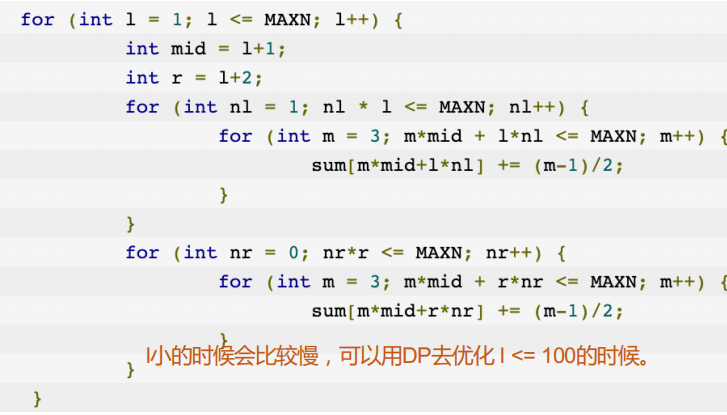 for (int l = 1; l <= MAXN; l++) {
int mid = l+1;
int r = l+2;
for (int nl = 1; nl * l <= MAXN; nl++) {
for (int m = 3; m*mid + l*nl <= MAXN; m++) {
sum[m*mid+l*nl] += (m-1)/2;
}
}
for (int nr = 0; nr*r <= MAXN; nr++) {
for (int m = 3; m*mid + r*nr <= MAXN; m++) {
sum[m*mid+r*nr] += (m-1)/2;
}
l小的时候会比较慢，可以用DP去优化 l <= 100的时候。
}
}